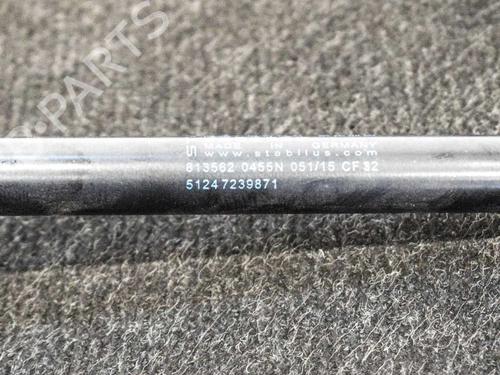 MADE IN GERMANY
www.stabilus.com
813562 0455N 051/15 CF32
51247239871
PARTS